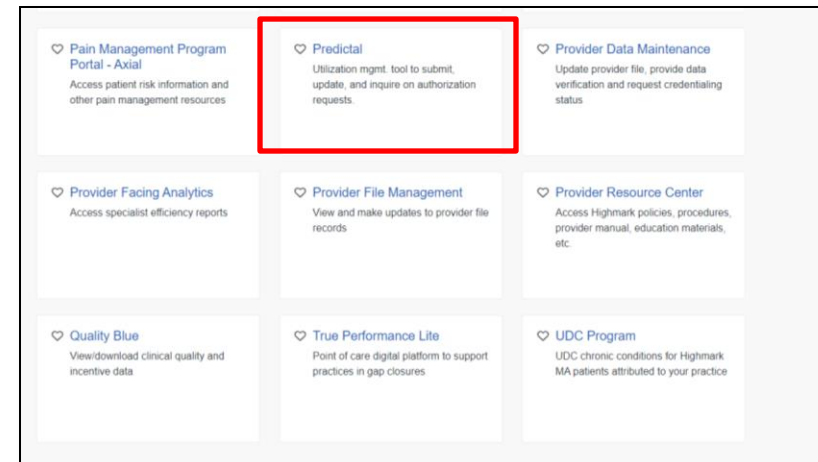 Pain Management Program
Portal - Axial
Access patient risk information and
other pain management resources
Predictal
Utilization mgmt. tool to submit,
update, and inquire on authorization
requests.
Provider Data Maintenance
Update provider file, provide data
verification and request credentialing
status
Provider Facing Analytics
Access specialist efficiency reports
Provider File Management
View and make updates to provider file
records
Provider Resource Center
Access Highmark policies, procedures,
provider manual, education materials,
etc.
Quality Blue
View/download clinical quality and
incentive data
True Performance Lite
Point of care digital platform to support
practices in gap closures
UDC Program
UDC chronic conditions for Highmark
MA patients attributed to your practice